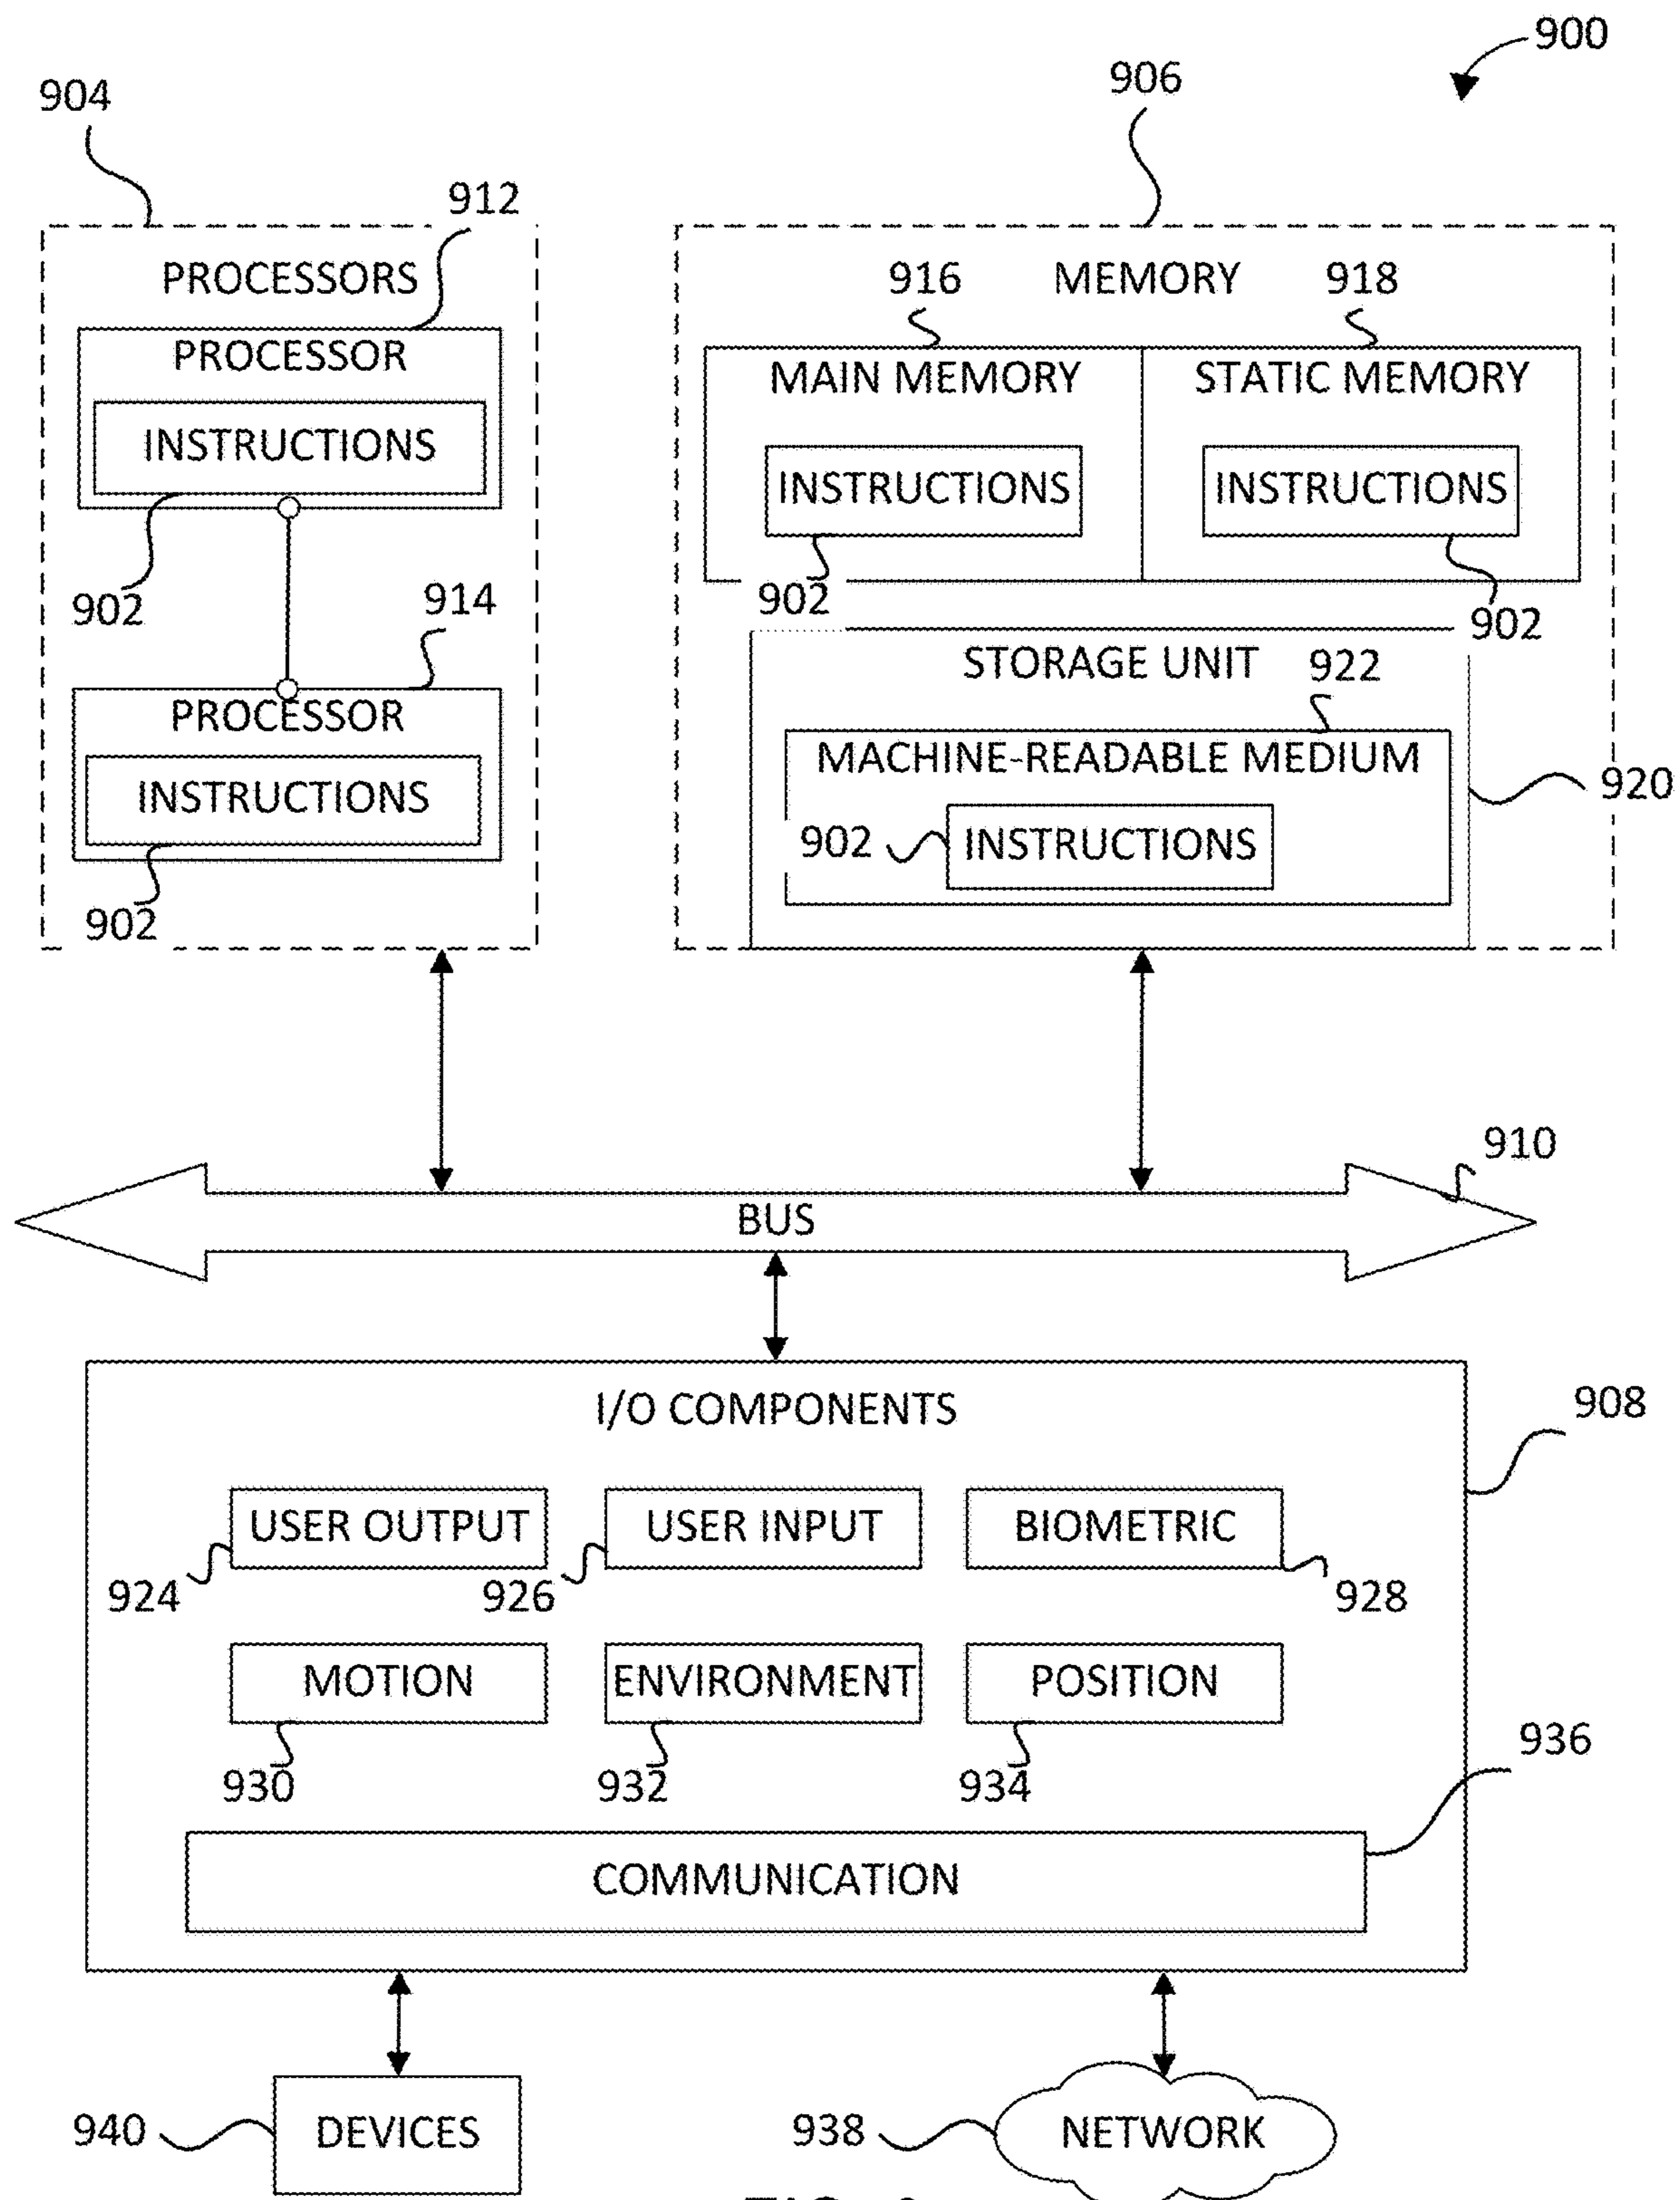 900
904
906
912
PROCESSORS
916
MEMORY
918
PROCESSOR
INSTRUCTIONS
902
914
PROCESSOR
INSTRUCTIONS
902
MAIN MEMORY
STATIC MEMORY
INSTRUCTIONS
INSTRUCTIONS
902
902
STORAGE UNIT
922
MACHINE-READABLE MEDIUM
920
902
INSTRUCTIONS
910
BUS
I/O COMPONENTS
908
USER OUTPUT
USER INPUT
BIOMETRIC
924
926
928
MOTION
ENVIRONMENT
POSITION
930
932
934
936
COMMUNICATION
940
DEVICES
938
NETWORK